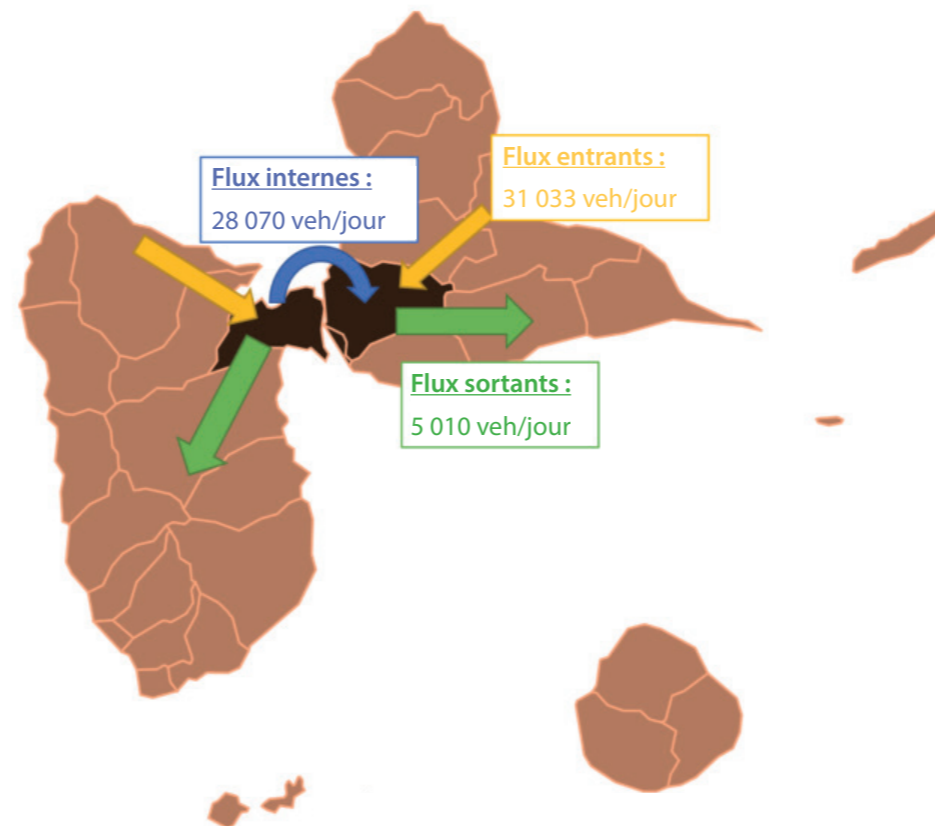 Flux internes :
28 070 veh/jour
Flux entrants :
31 033 veh/jour
Flux sortants :
5 010 veh/jour